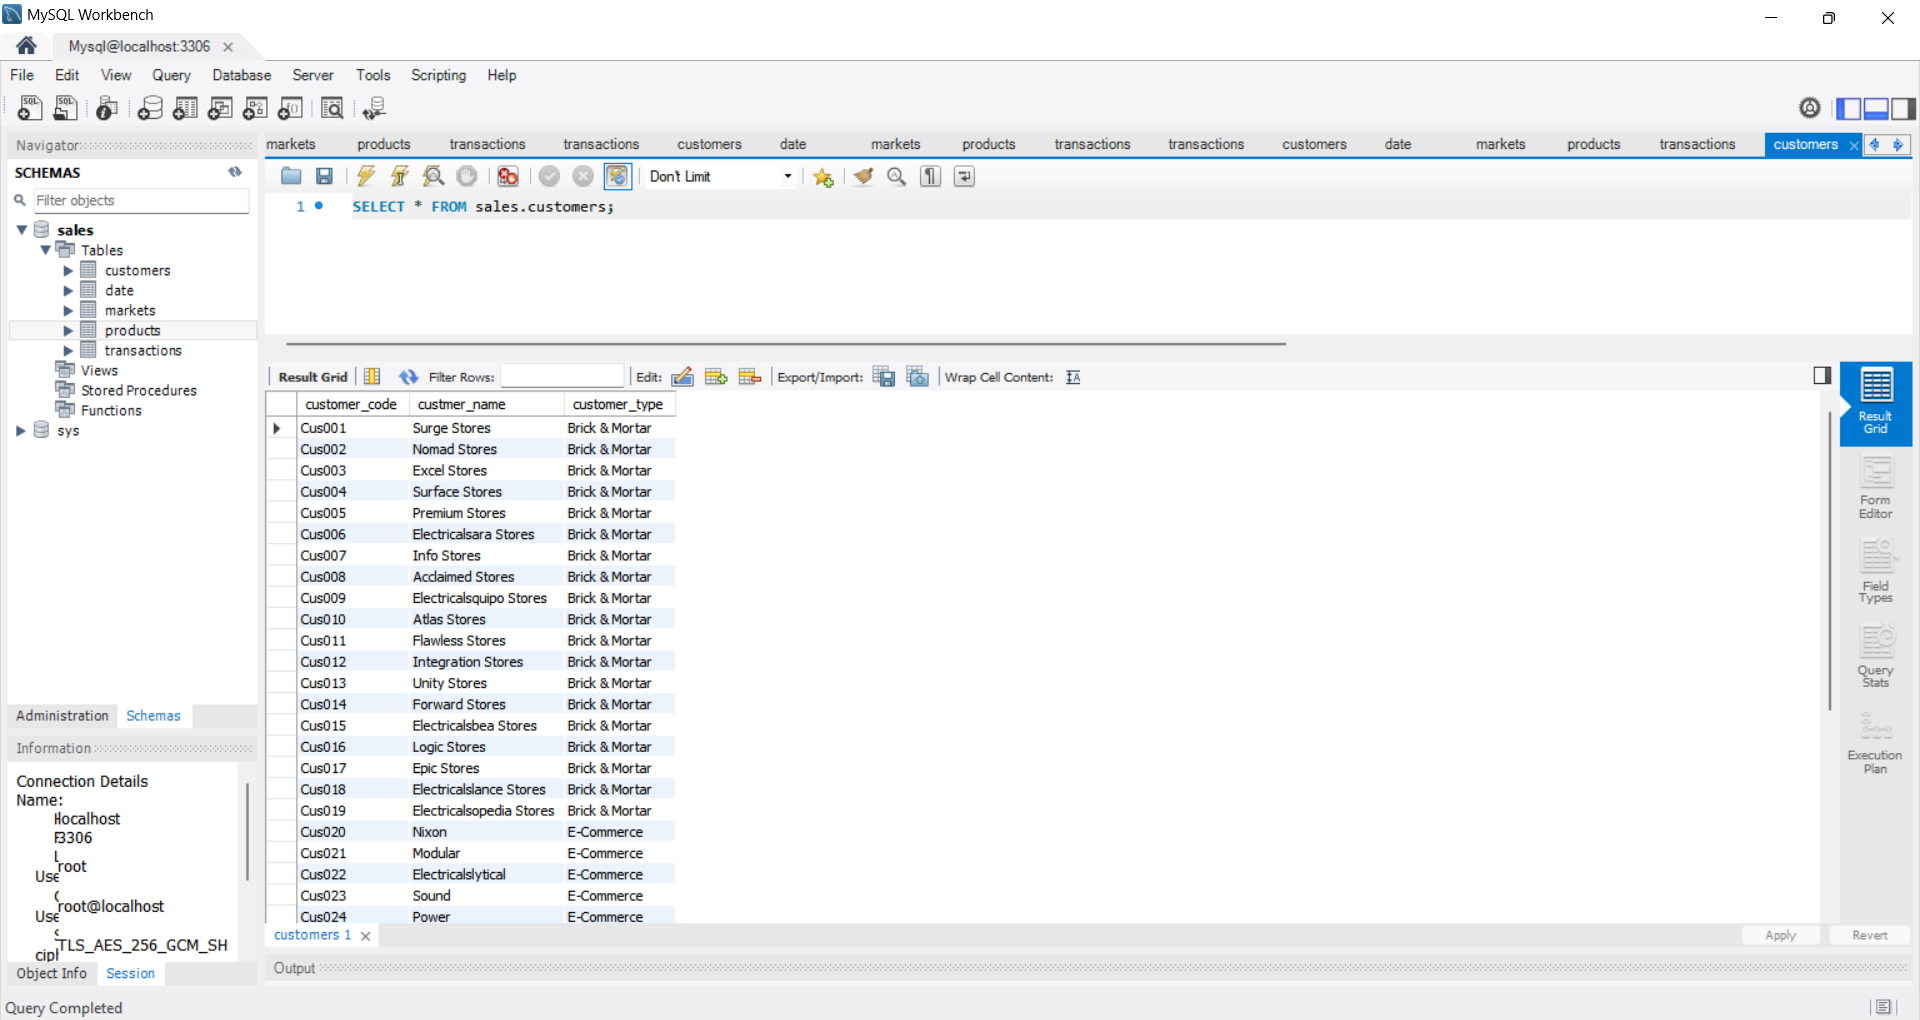 MySQL Workbench
Mysql@localhost:3306
File Edit View Query Database Server Tools Scripting Help
Navigator
SCHEMAS
Filter objects
sales
Tables
customers
date
markets
products
transactions
Views
Stored Procedures
Functions
sys
Administration Schemas
Information
Connection Details
Name:
localhost
3306
root
Use
root@localhost
Use
TLS_AES_256_GCM_SH
Object Info Session
Query Completed
markets products transactions transactions customers date markets products transactions transactions customers date markets products transactions customers
Don't Limit
1 SELECT * FROM sales.customers;
Result Grid Filter Rows: Edit: Export/Import: Wrap Cell Content:
customer_code custmer_name customer_type
Cus001 Surge Stores Brick & Mortar
Cus002 Nomad Stores Brick & Mortar
Cus003 Excel Stores Brick & Mortar
Cus004 Surface Stores Brick & Mortar
Cus005 Premium Stores Brick & Mortar
Cus006 Electricalsara Stores Brick & Mortar
Cus007 Info Stores Brick & Mortar
Cus008 Acclaimed Stores Brick & Mortar
Cus009 Electricalsquipo Stores Brick & Mortar
Cus010 Atlas Stores Brick & Mortar
Cus011 Flawless Stores Brick & Mortar
Cus012 Integration Stores Brick & Mortar
Cus013 Unity Stores Brick & Mortar
Cus014 Forward Stores Brick & Mortar
Cus015 Electricalsbea Stores Brick & Mortar
Cus016 Logic Stores Brick & Mortar
Cus017 Epic Stores Brick & Mortar
Cus018 Electricalslance Stores Brick & Mortar
Cus019 Electricalsopedia Stores Brick & Mortar
Cus020 Nixon E-Commerce
Cus021 Modular E-Commerce
Cus022 Electricalslytical E-Commerce
Cus023 Sound E-Commerce
Cus024 Power E-Commerce
Result
Grid
Form
Editor
Field
Types
Query
Stats
Execution
Plan
customers 1
Apply Revert
Output